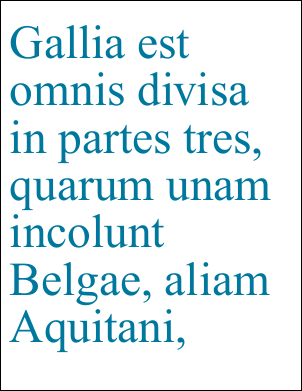 Gallia est
omnis divisa
in partes tres,
quarum unam
incolunt
Belgae, aliam
Aquitani,